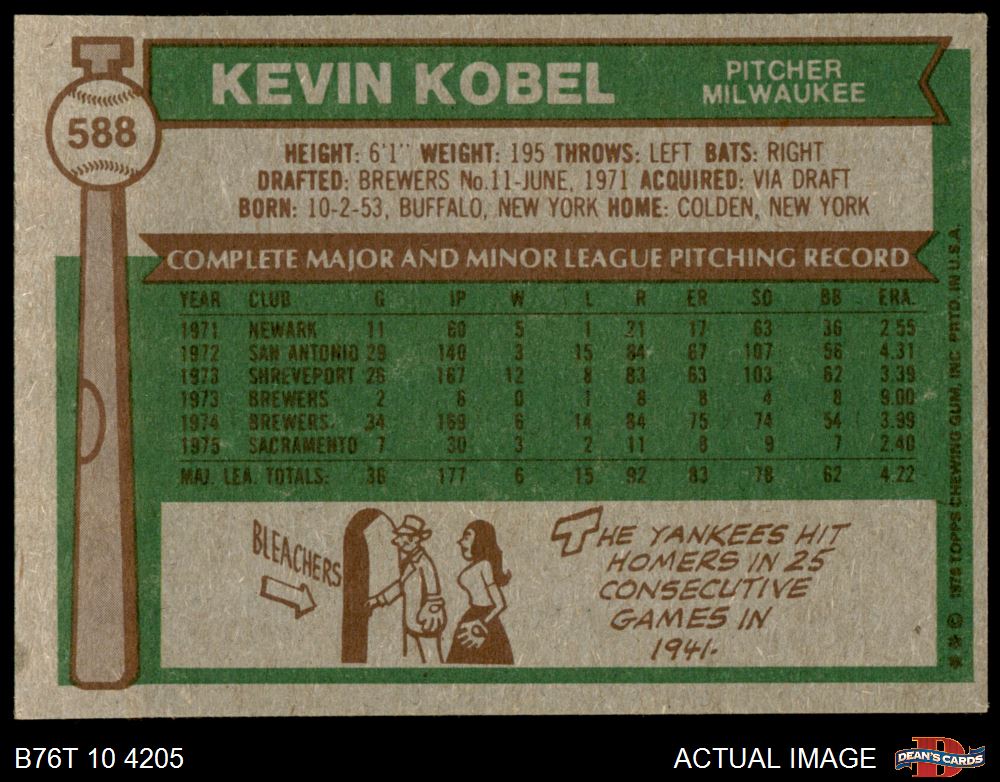 588
KEVIN KOBEL
PITCHER
MILWAUKEE
HEIGHT: 6'1" WEIGHT: 195 THROWS: LEFT BATS: RIGHT
DRAFTED: BREWERS No.11-JUNE, 1971 ACQUIRED: VIA DRAFT
BORN: 10-2-53, BUFFALO, NEW YORK HOME: COLDEN, NEW YORK
COMPLETE MAJOR AND MINOR LEAGUE PITCHING RECORD
YEAR CLUB G IP W L R ER SO BB ERA.
1971 NEWARK 11 60 5 1 21 17 63 36 2.55
1972 SAN ANTONIO 29 140 3 15 84 67 107 56 4.31
1973 SHREVEPORT 26 167 12 8 83 63 103 62 3.39
1973 BREWERS 2 8 0 1 8 8 4 8 9.00
1974 BREWERS 34 169 6 14 84 75 74 54 3.99
1975 SACRAMENTO 7 30 3 2 11 8 9 7 2.40
MAJ. LEA. TOTALS: 36 177 6 15 92 83 78 62 4.22
BLEACHERS
THE YANKEES HIT
HOMERS IN 25
CONSECUTIVE
GAMES IN
1941.
** © 1976 TOPPS CHEWING GUM, INC. PRTD. IN U.S.A.
B76T 10 4205
ACTUAL IMAGE
D
DEAN'S CARDS